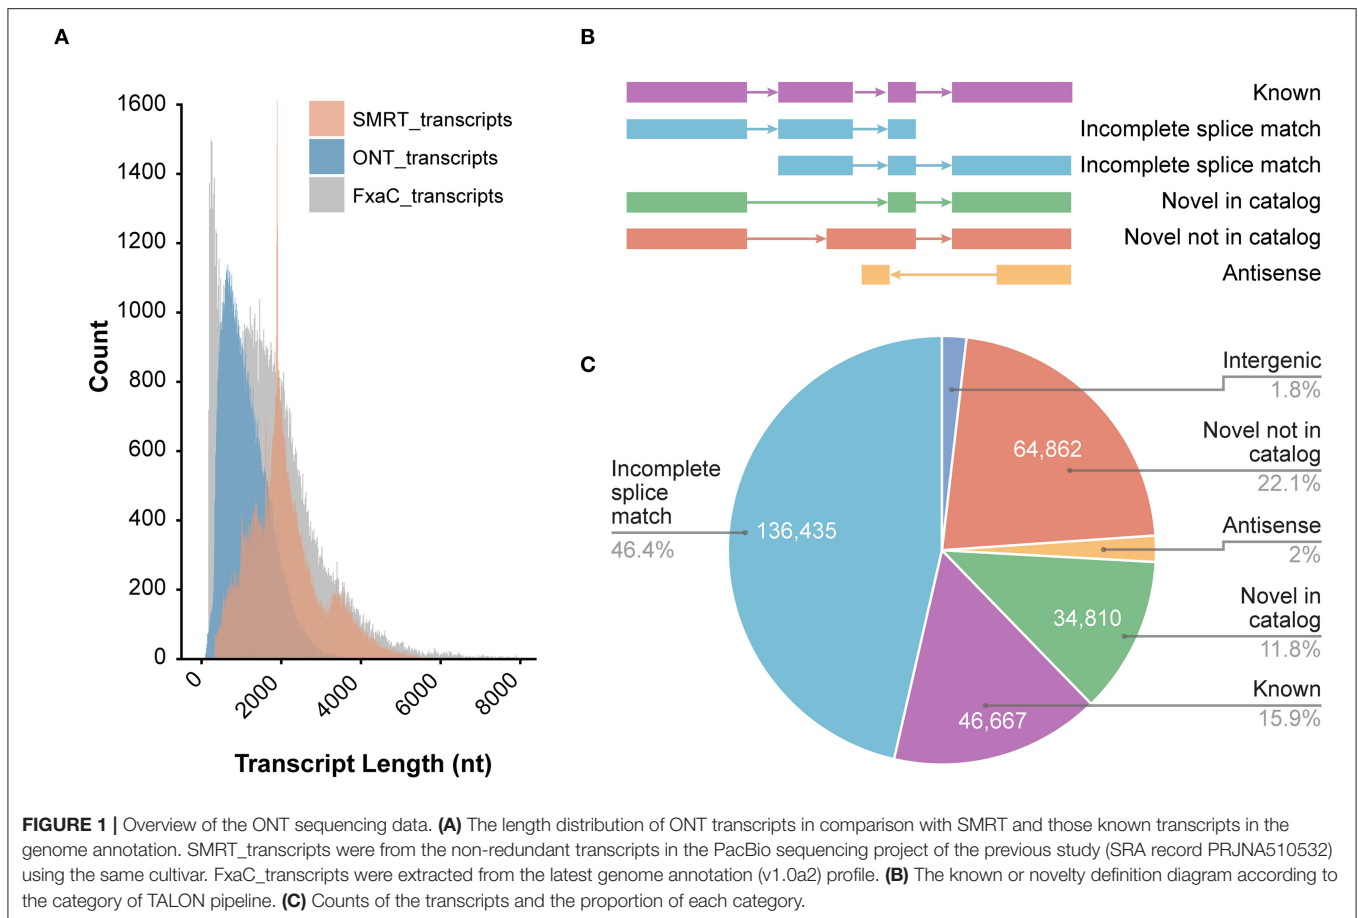 A
1600
1400
1200
1000
800
600
400
200
0
Count
SMRT_transcripts
ONT_transcripts
FxaC_transcripts
0
2000
4000
6000
8000
Transcript Length (nt)
B
Known
Incomplete splice match
Incomplete splice match
Novel in catalog
Novel not in catalog
Antisense
C
Intergenic
1.8%
64,862
Novel not in
catalog
22.1%
Incomplete
splice
match
46.4%
136,435
Antisense
2%
34,810
Novel in
catalog
11.8%
46,667
Known
15.9%
FIGURE 1 | Overview of the ONT sequencing data. (A) The length distribution of ONT transcripts in comparison with SMRT and those known transcripts in the
genome annotation. SMRT_transcripts were from the non-redundant transcripts in the PacBio sequencing project of the previous study (SRA record PRJNA510532)
using the same cultivar. FxaC_transcripts were extracted from the latest genome annotation (v1.0a2) profile. (B) The known or novelty definition diagram according to
the category of TALON pipeline. (C) Counts of the transcripts and the proportion of each category.